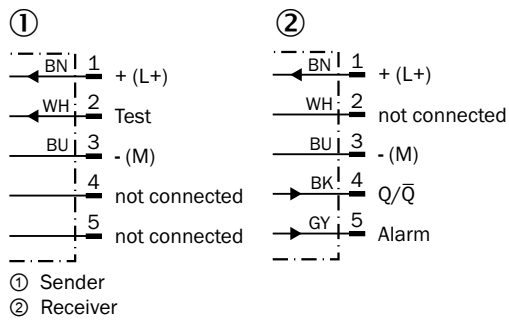 ① ②
BN 1 + (L+)
WH 2 Test
BU 3 - (M)
4 not connected
5 not connected
BN 1 + (L+)
WH 2 not connected
BU 3 - (M)
BK 4 Q/Q̅
GY 5 Alarm
① Sender
② Receiver